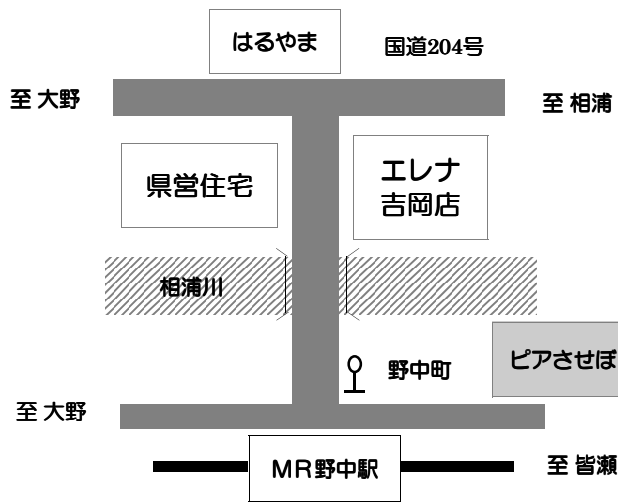 はるやま
国道204号
至 大野
至 相浦
県営住宅
エレナ
吉岡店
相浦川
ピアさせぼ
野中町
至 大野
MR野中駅
至 皆瀬